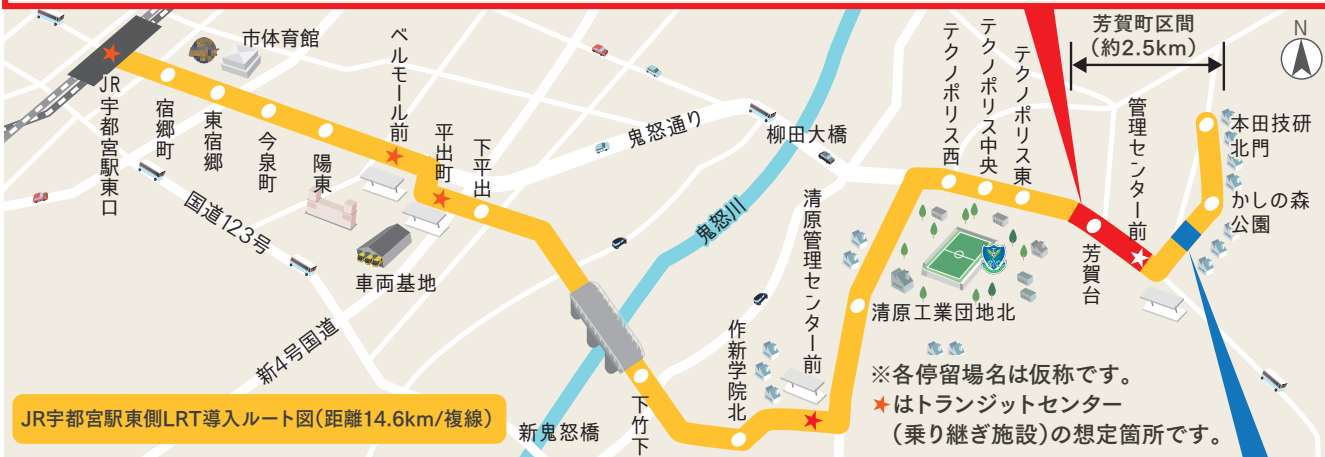 市体育館
ベルモール前
テクノポリス西
テクノポリス中央
テクノポリス東
芳賀町区間
(約2.5km)
N
JR宇都宮駅東口
宿郷町
東宿郷
今泉町
陽東
平出町
下平出
鬼怒通り
柳田大橋
管理センター前
本田技研
北門
かしの森
公園
国道123号
鬼怒川
清原管理センター前
芳賀台
車両基地
清原工業団地北
新4号国道
作新学院北
下竹下
新鬼怒橋
JR宇都宮駅東側LRT導入ルート図(距離14.6km/複線)
※各停留場名は仮称です。
★はトランジットセンター
(乗り継ぎ施設)の想定箇所です。